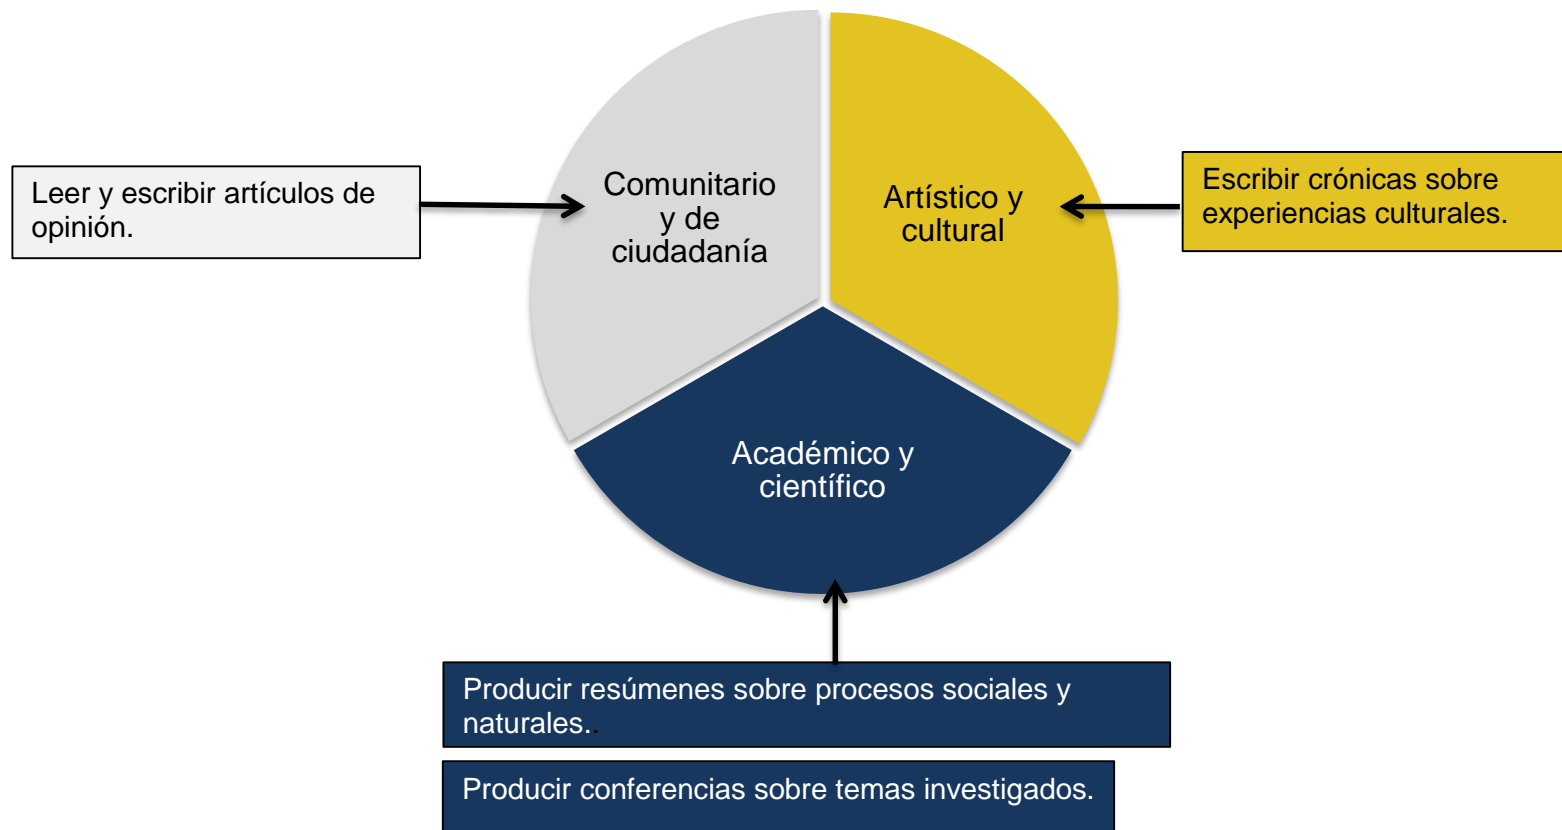 Leer y escribir artículos de
opinión.
Comunitario
y de
ciudadanía
Artístico y
cultural
Escribir crónicas sobre
experiencias culturales.
Académico y
científico
Producir resúmenes sobre procesos sociales y
naturales..
Producir conferencias sobre temas investigados.